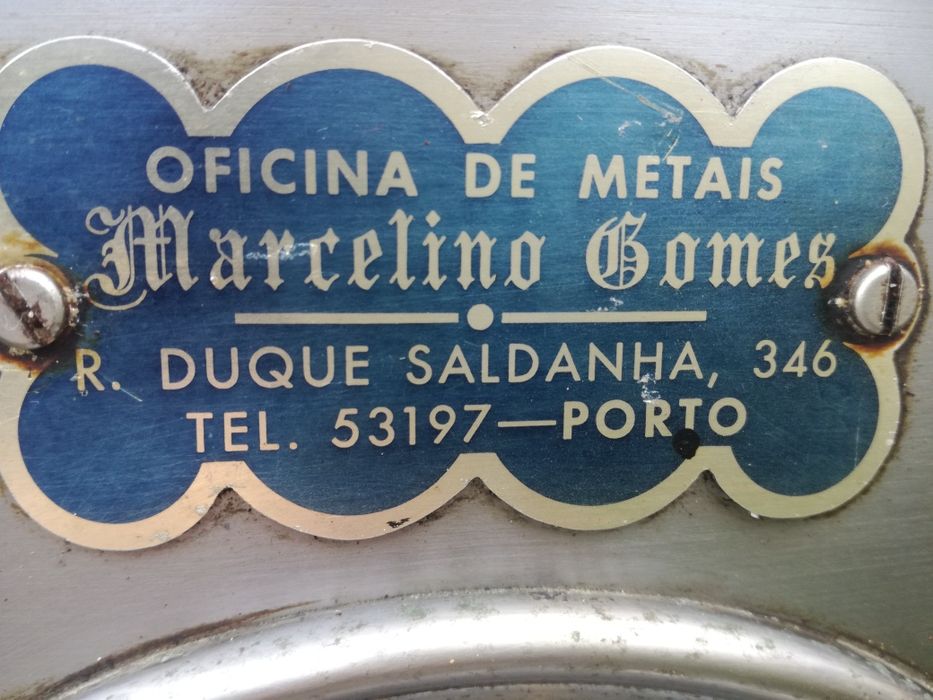 OFICINA DE METAIS
Marcelino Gomes
R. DUQUE SALDANHA, 346
TEL. 53197—PORTO